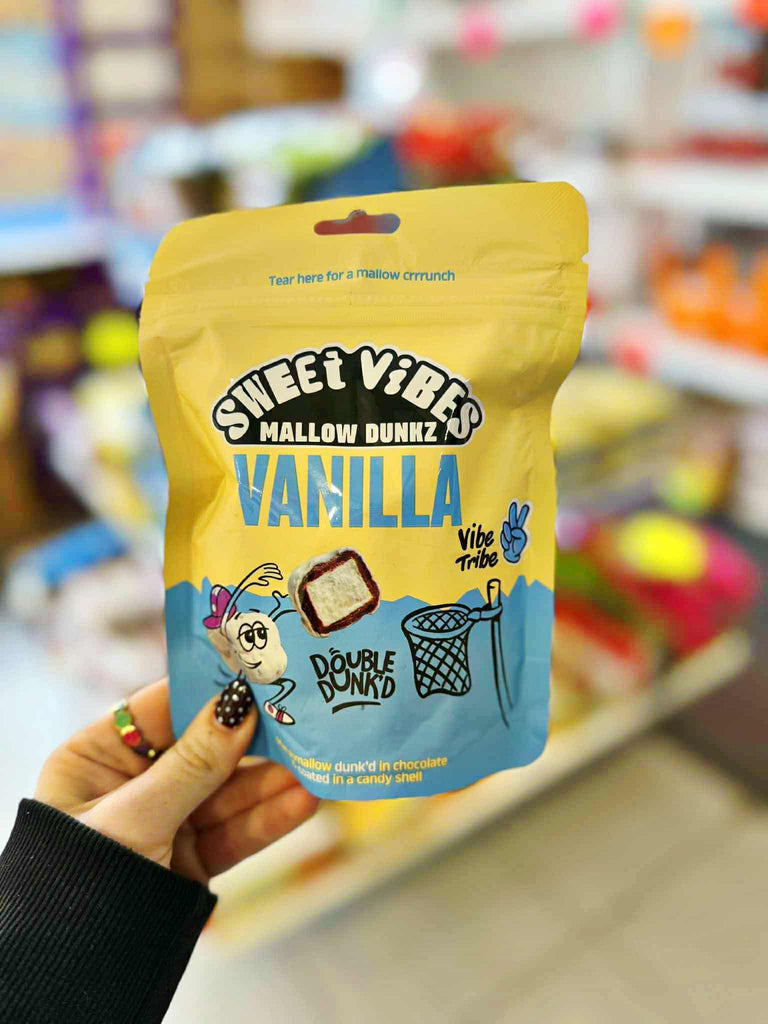 Tear here for a mallow crrrunch
SWEET ViBES
MALLOW DUNKZ
VANILLA
Vibe
Tribe
DOUBLE
DUNK'D
dunk'd in chocolate
in a candy shell